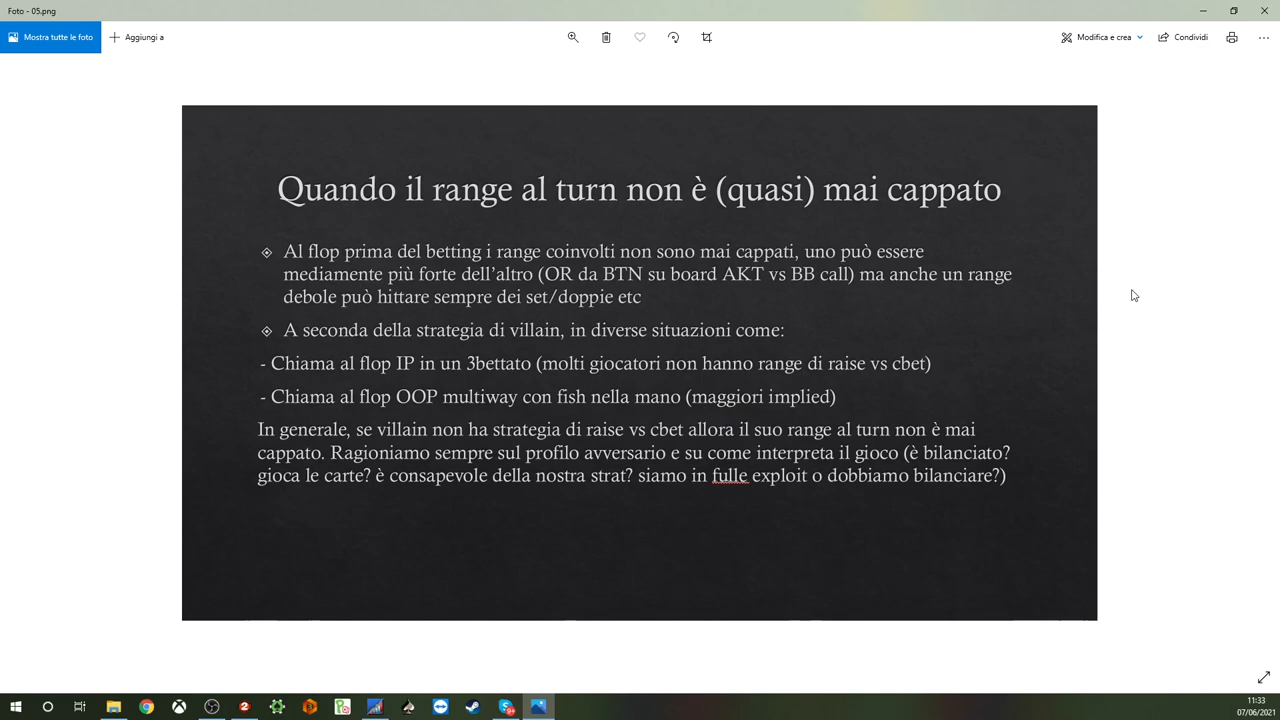 Foto - 05.png
Mostra tutte le foto
Aggiungi a
Modifica e crea
Condividi
Quando il range al turn non è (quasi) mai cappato
Al flop prima del betting i range coinvolti non sono mai cappati, uno può essere
mediamente più forte dell'altro (OR da BTN su board AKT vs BB call) ma anche un range
debole può hittare sempre dei set/doppie etc
A seconda della strategia di villain, in diverse situazioni come:
- Chiama al flop IP in un 3bettato (molti giocatori non hanno range di raise vs cbet)
- Chiama al flop OOP multiway con fish nella mano (maggiori implied)
In generale, se villain non ha strategia di raise vs cbet allora il suo range al turn non è mai
cappato. Ragioniamo sempre sul profilo avversario e su come interpreta il gioco (è bilanciato?
gioca le carte? è consapevole della nostra strat? siamo in fulle exploit o dobbiamo bilanciare?)
11:33
07/06/2021